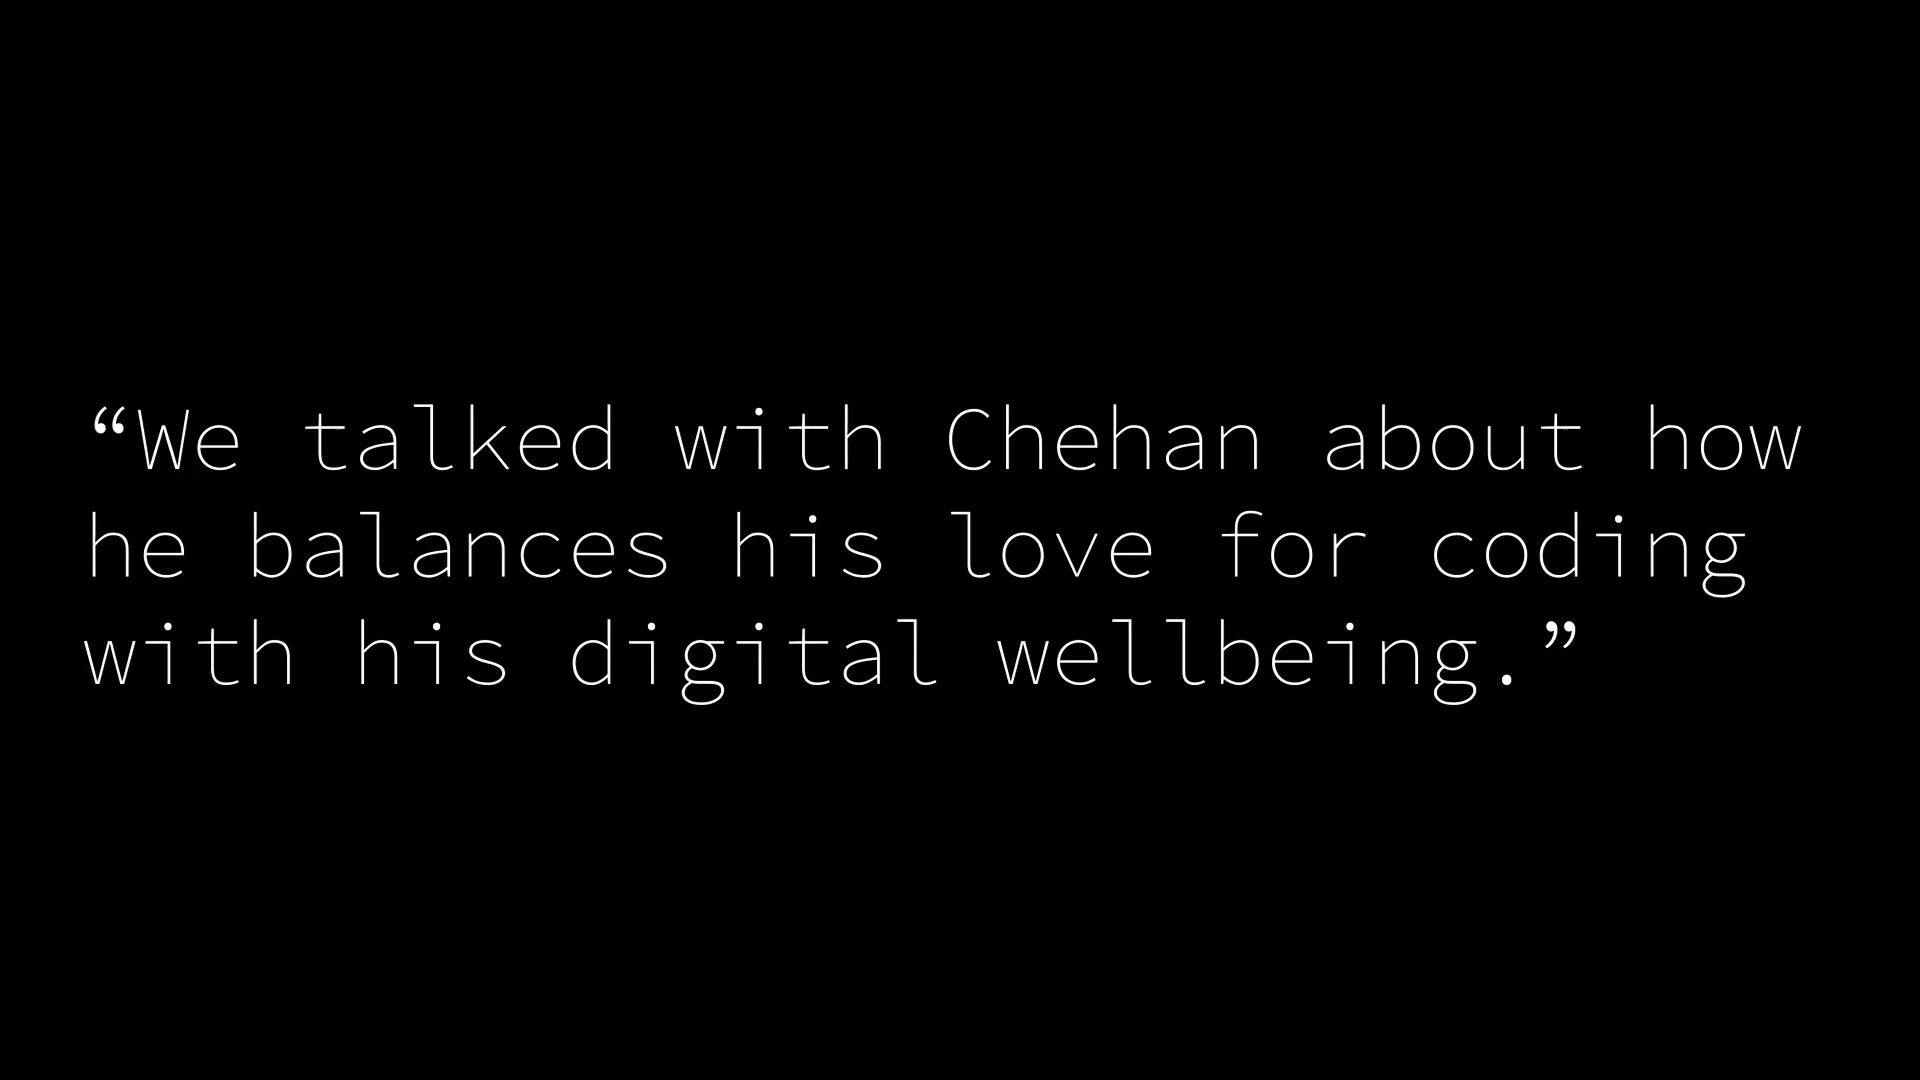 “We talked with Chehan about how
he balances his love for coding
with his digital wellbeing.”